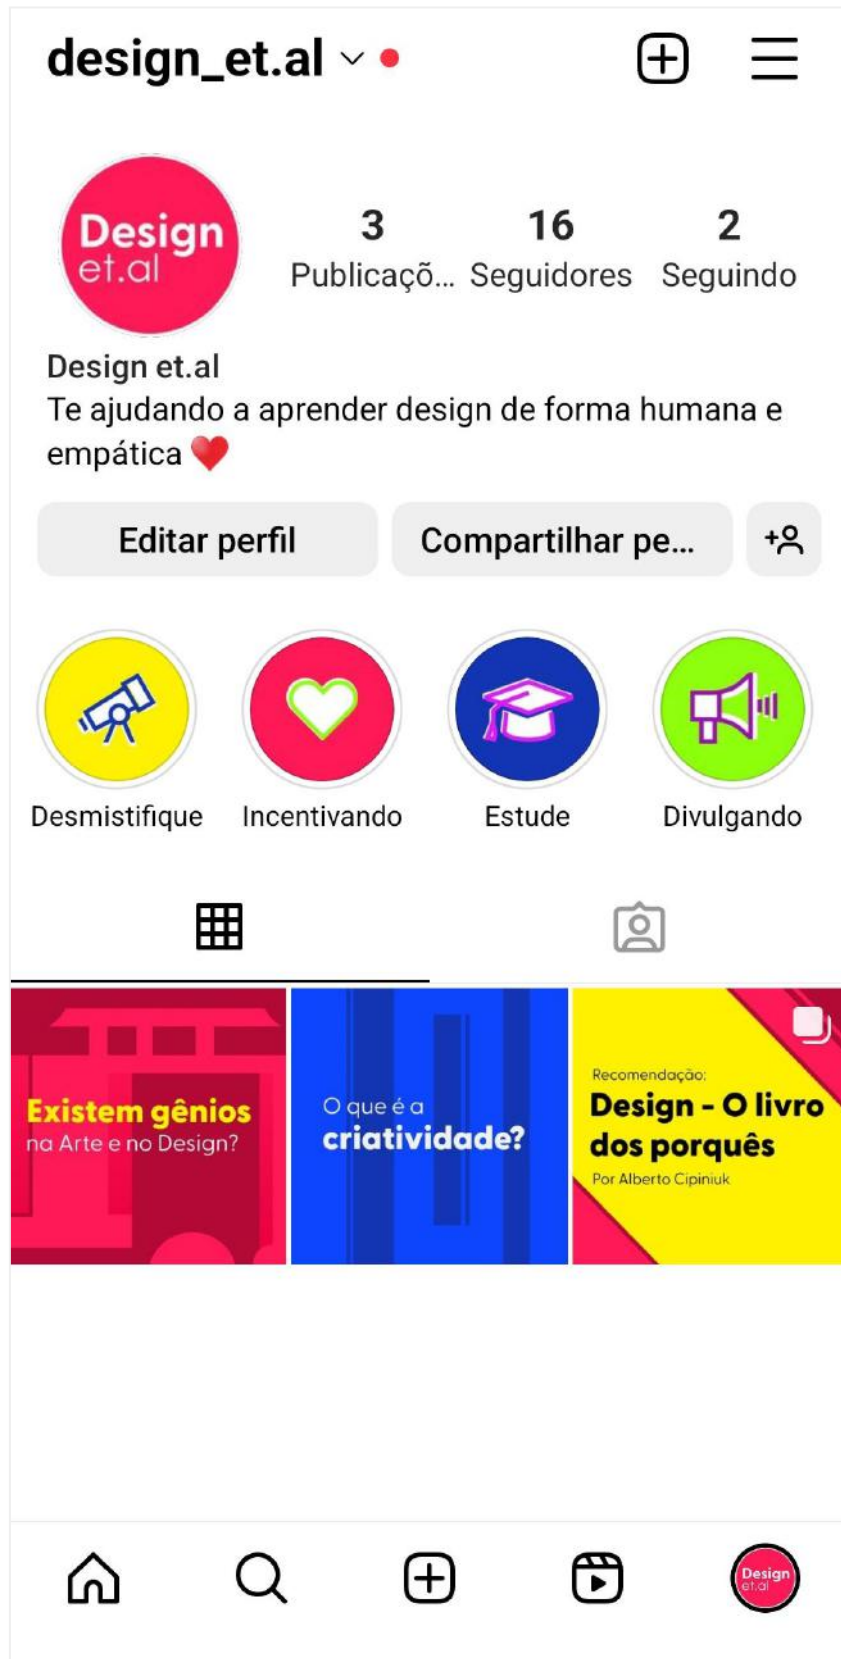 design_et.al
Design
et.al
3 16 2
Publicaçõ... Seguidores Seguindo
Design et.al
Te ajudando a aprender design de forma humana e
empática
Editar perfil Compartilhar pe...
Desmistifique Incentivando Estude Divulgando
Existem gênios
na Arte e no Design?
O que é a
criatividade?
Recomendação:
Design - O livro
dos porquês
Por Alberto Cipiniuk
Design
et.al